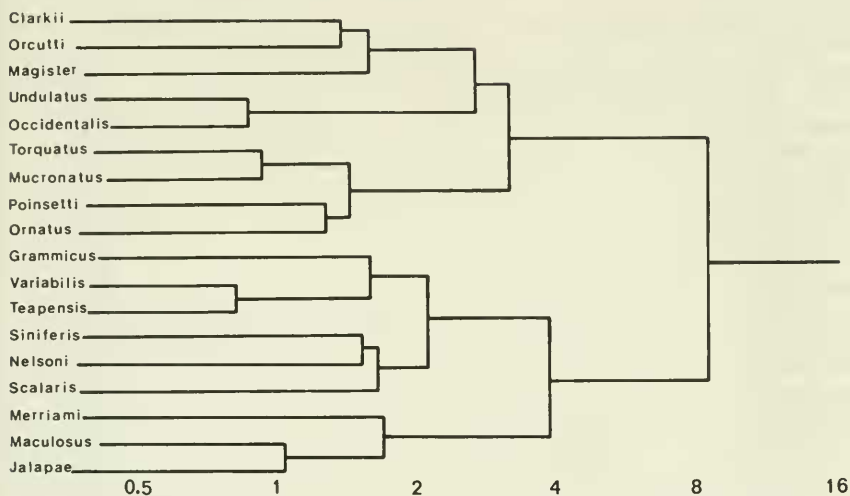 Clarkii
Orcutti
Magister
Undulatus
Occidentalis
Torquatus
Mucronatus
Poinsetti
Ornatus
Grammicus
Variabilis
Teapensis
Siniferis
Nelsoni
Scalaris
Merriami
Maculosus
Jalapae
0.5 1 2 4 8 16